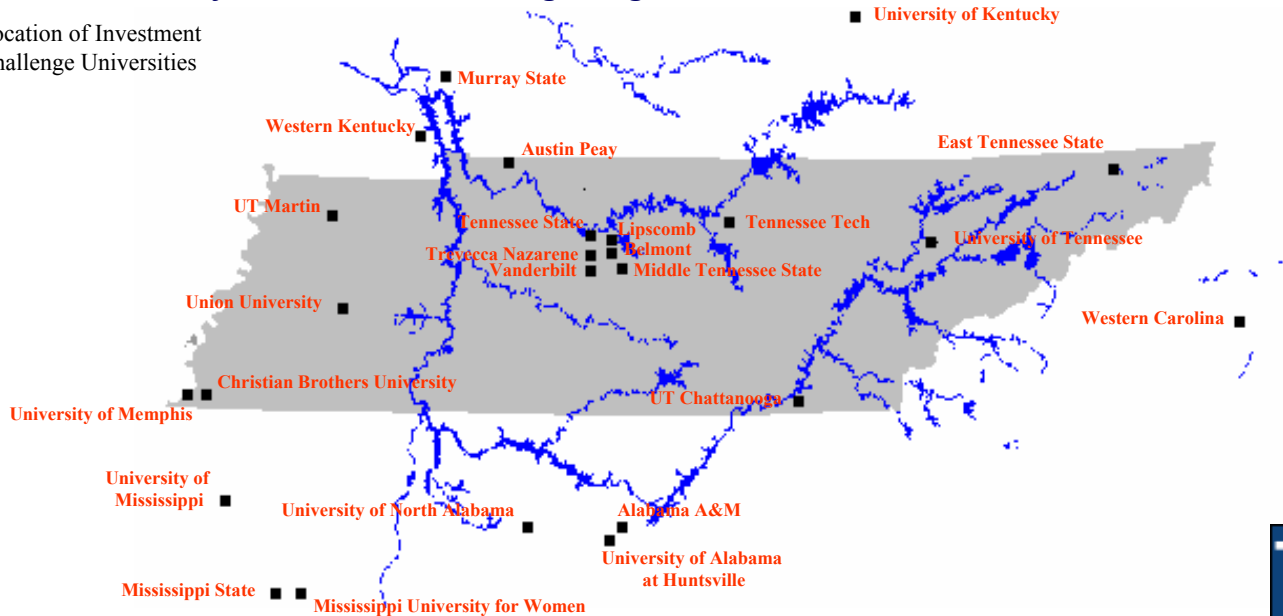 University of Kentucky
ocation of Investment
hallenge Universities
Murray State
Western Kentucky
Austin Peay
East Tennessee State
UT Martin
Tennessee State
Lipscomb
Tennessee Tech
Trevecca Nazarene
Belmont
University of Tennessee
Vanderbilt
Middle Tennessee State
Union University
Western Carolina
Christian Brothers University
UT Chattanooga
University of Memphis
University of
Mississippi
University of North Alabama
Alabama A&M
University of Alabama
at Huntsville
Mississippi State
Mississippi University for Women